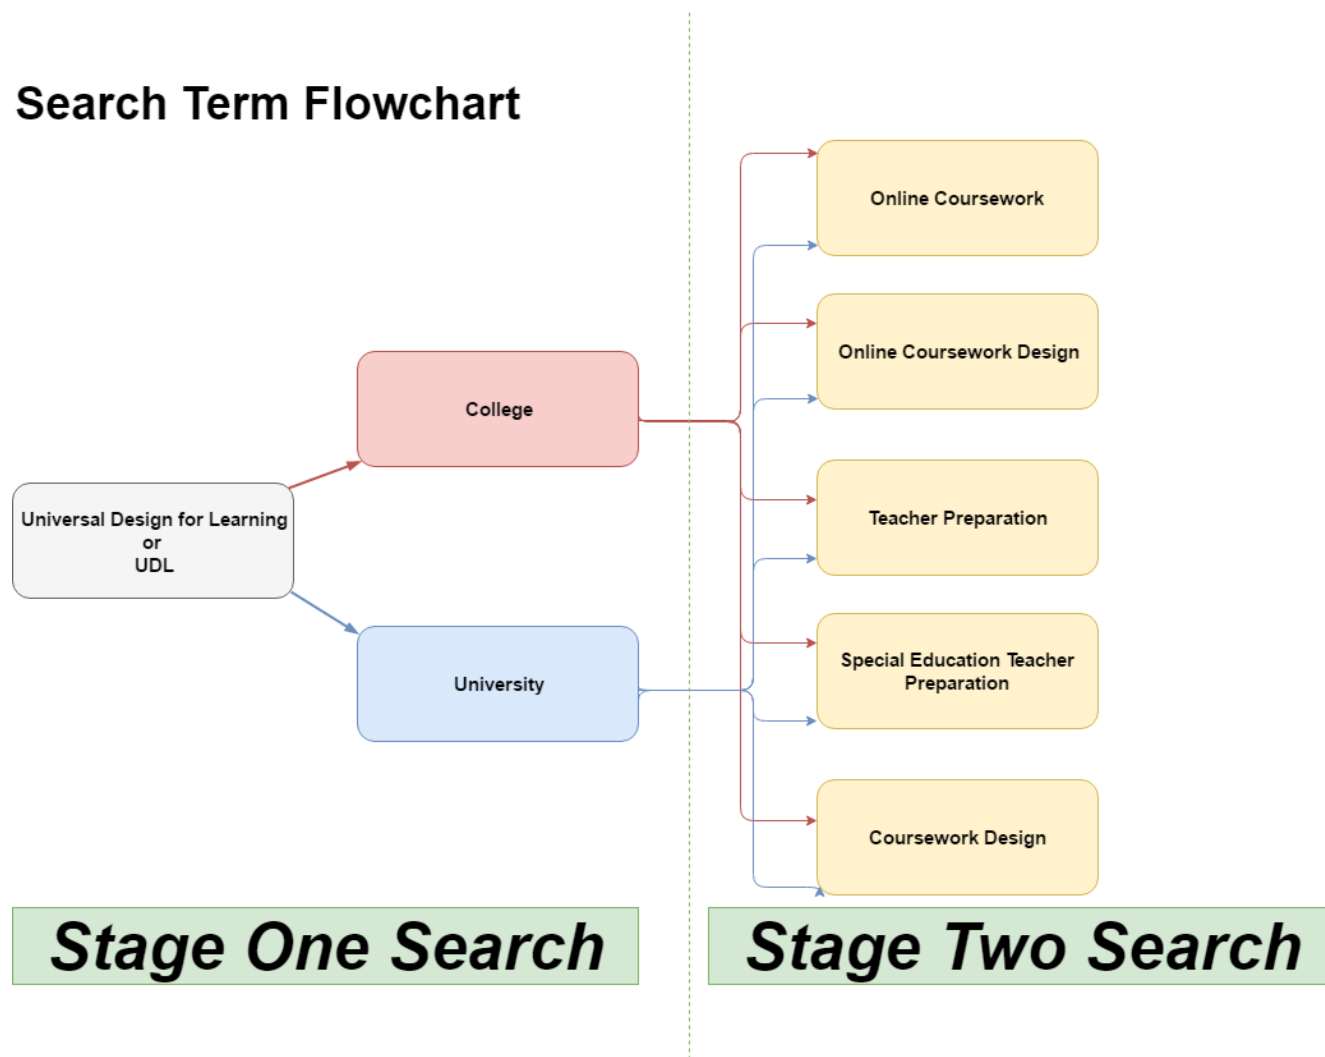 Search Term Flowchart
Online Coursework
Online Coursework Design
College
Universal Design for Learning
or
UDL
Teacher Preparation
University
Special Education Teacher
Preparation
Coursework Design
Stage One Search
Stage Two Search